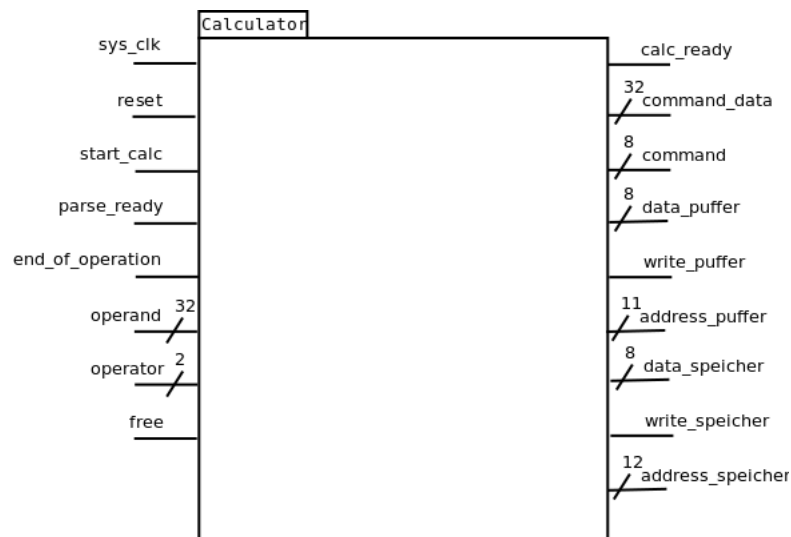 Calculator
sys_clk
reset
start_calc
parse_ready
end_of_operation
operand
32
operator
2
free
calc_ready
32
command_data
8
command
8
data_puffer
write_puffer
11
address_puffer
8
data_speicher
write_speicher
12
address_speicher